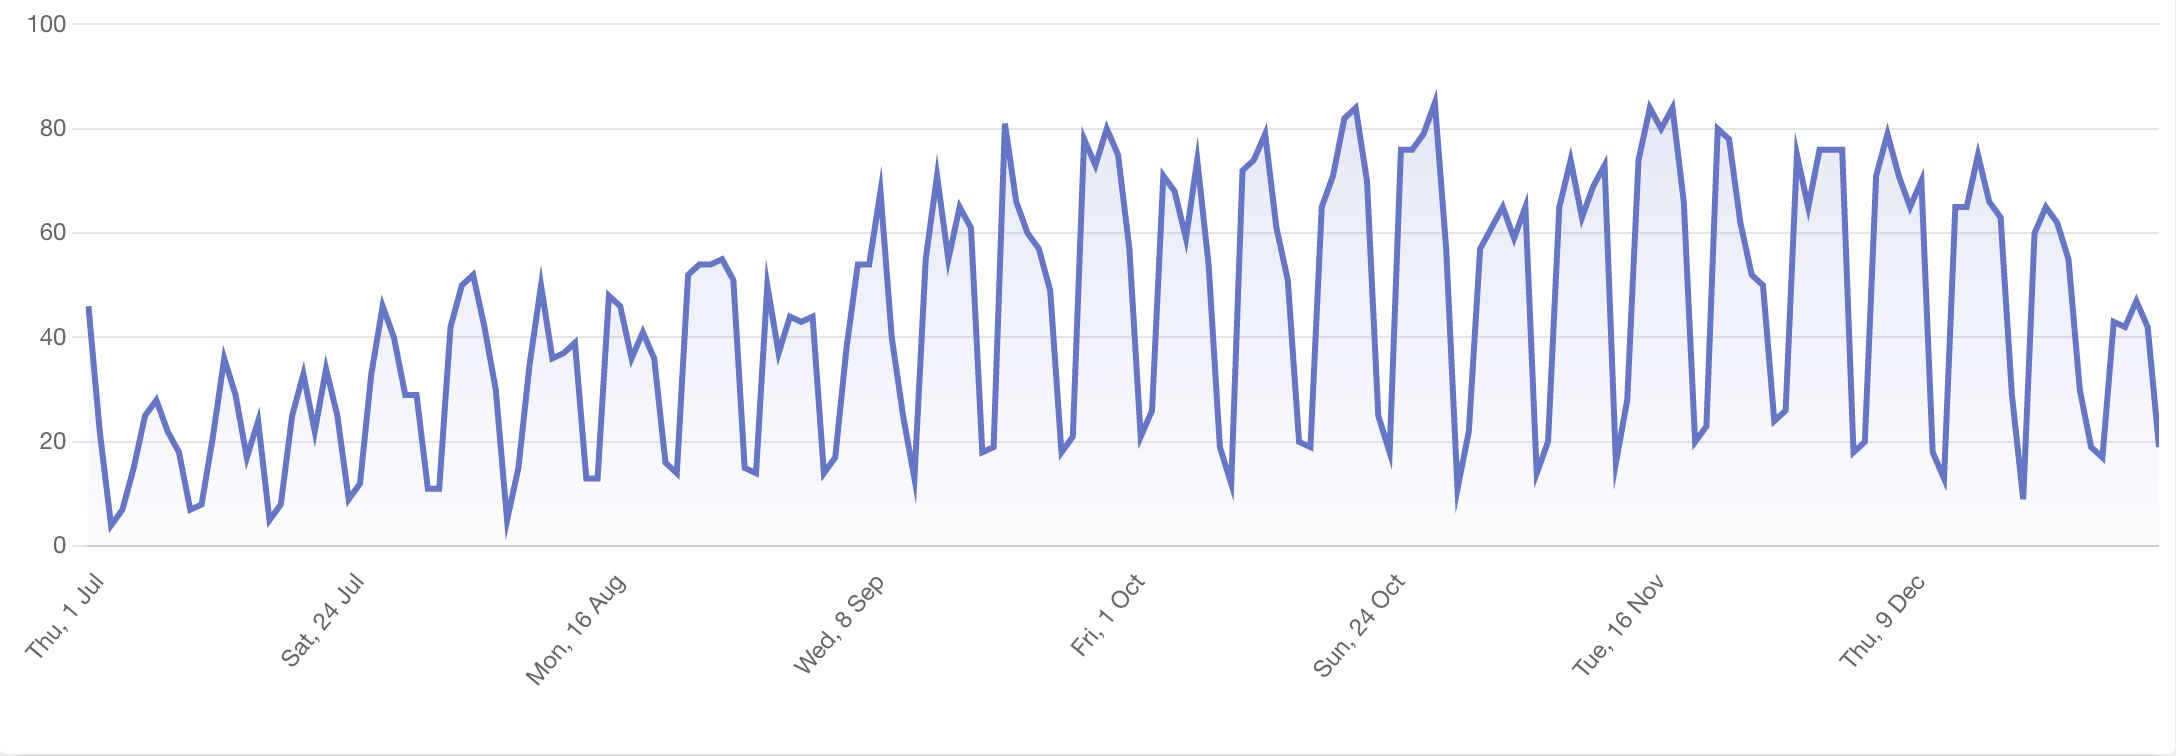 100
80
60
40
20
0
Thu, 1 Jul
Sat, 24 Jul
Mon, 16 Aug
Wed, 8 Sep
Fri, 1 Oct
Sun, 24 Oct
Tue, 16 Nov
Thu, 9 Dec